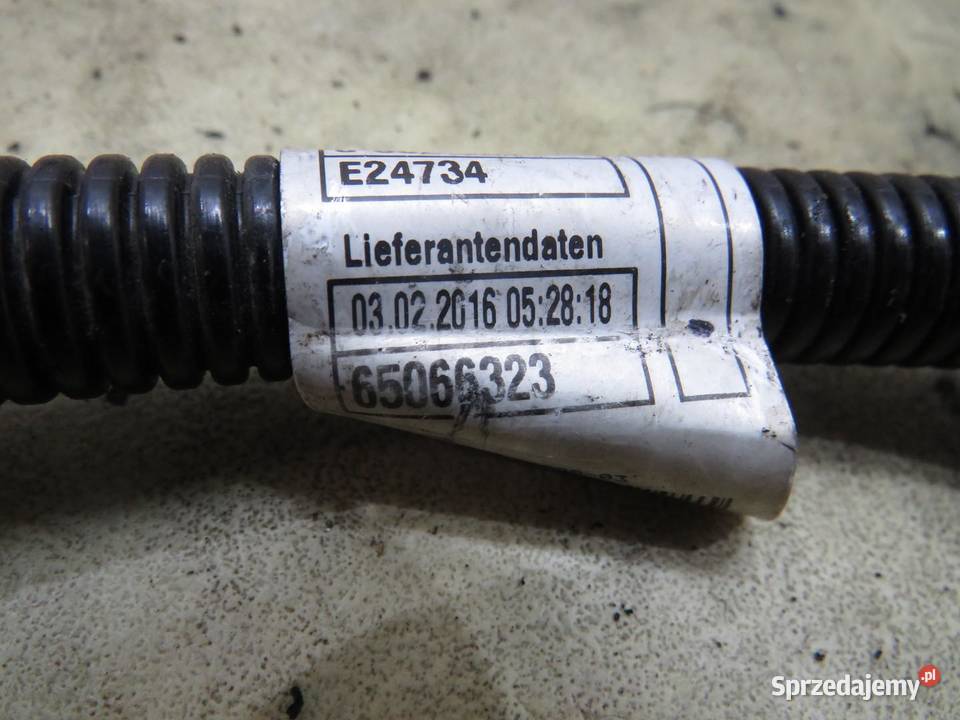 E24734
Lieferantendaten
03.02.2016 05:28:18
65066323
Sprzedajemy.pl